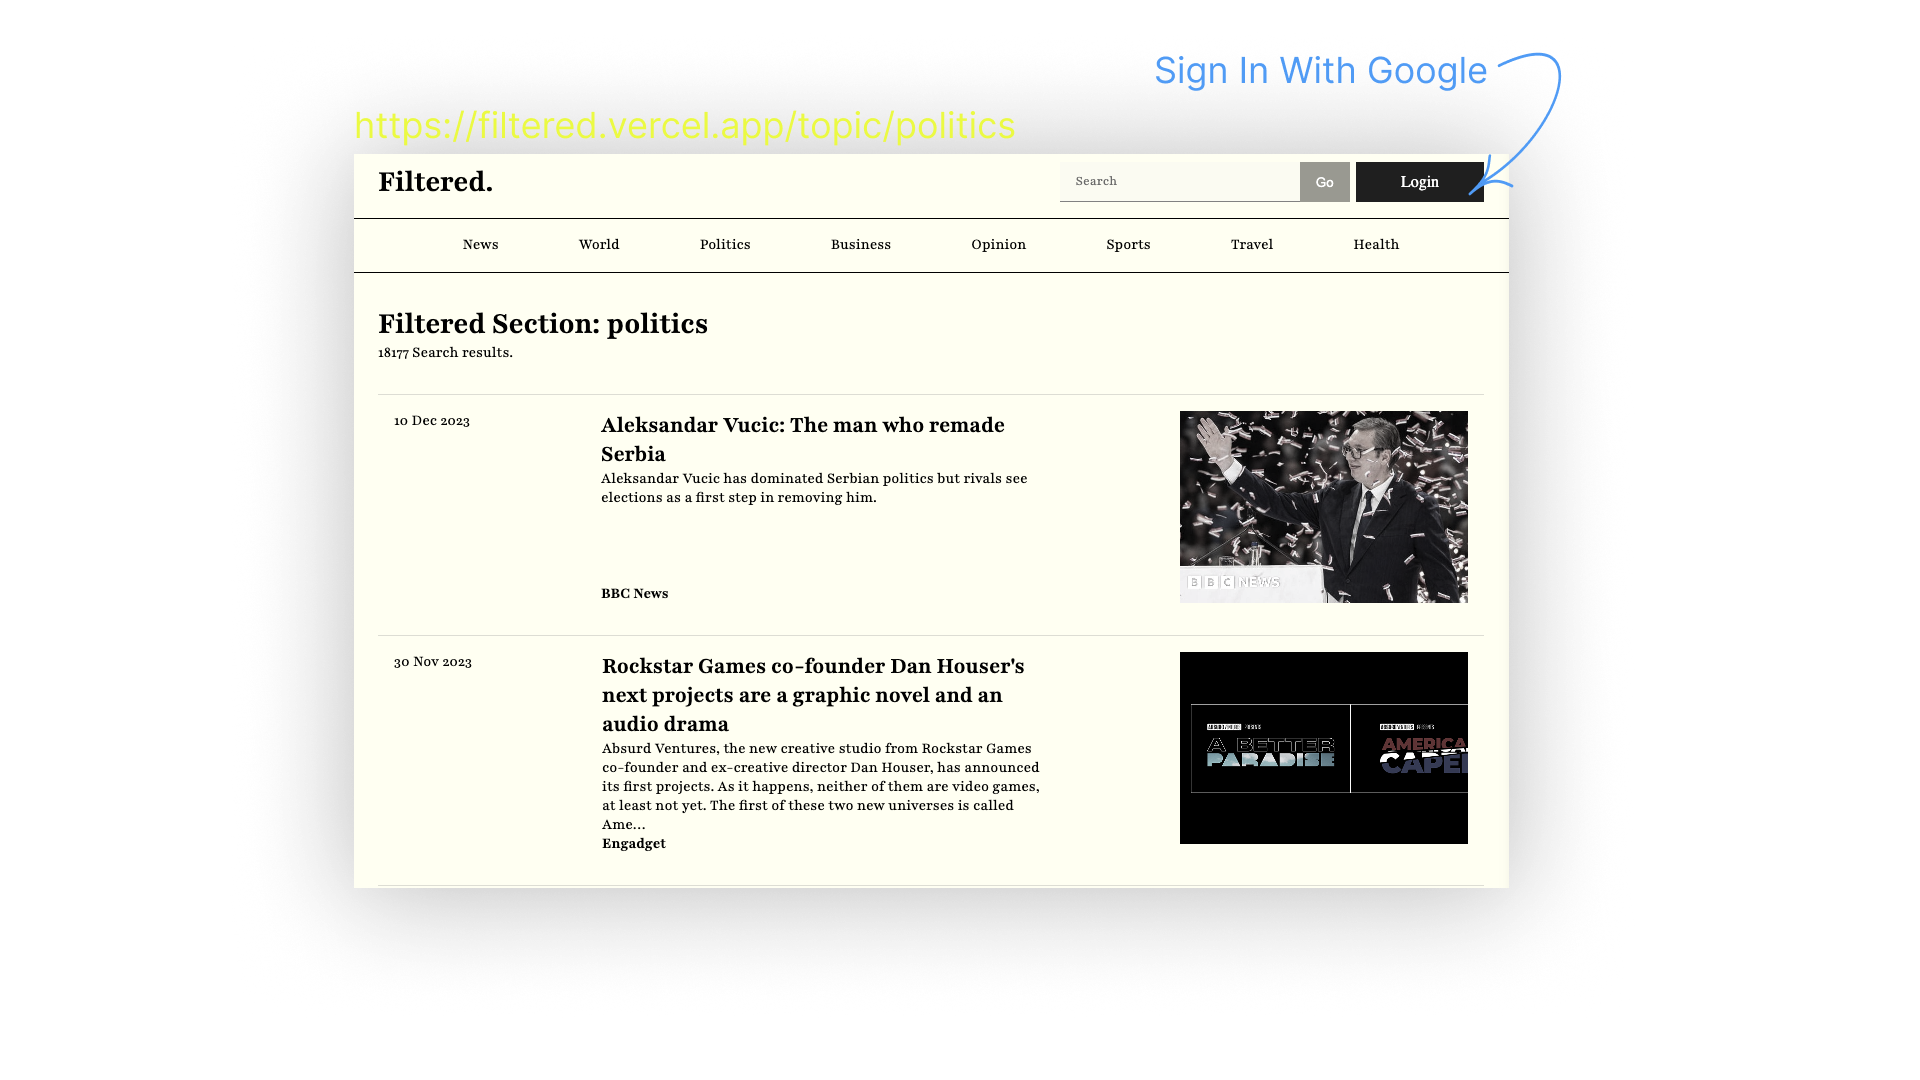 Sign In With Google
https://filtered.vercel.app/topic/politics
Filtered.
Search
Go
Login
News
World
Politics
Business
Opinion
Sports
Travel
Health
Filtered Section: politics
18177 Search results.
10 Dec 2023
Aleksandar Vucic: The man who remade
Serbia
Aleksandar Vucic has dominated Serbian politics but rivals see
elections as a first step in removing him.
BBC News
BBC NEWS
30 Nov 2023
Rockstar Games co-founder Dan Houser's
next projects are a graphic novel and an
audio drama
Absurd Ventures, the new creative studio from Rockstar Games
co-founder and ex-creative director Dan Houser, has announced
its first projects. As it happens, neither of them are video games,
at least not yet. The first of these two new universes is called
Ame...
Engadget
A BETTER
PARADISE
AMERICA
CAPE